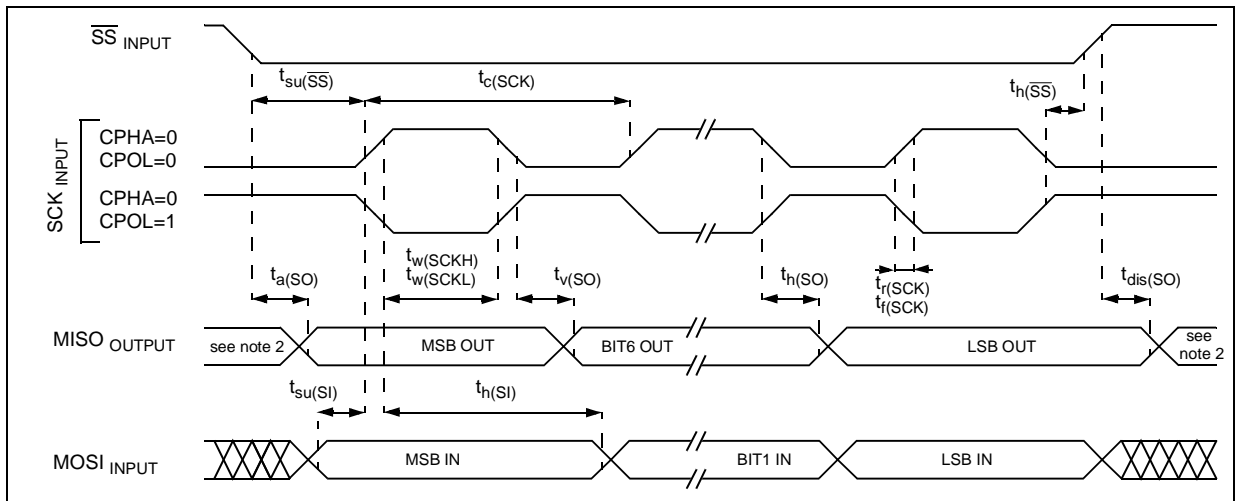 SS INPUT
tsu(SS)
tc(SCK)
th(SS)
SCK INPUT
CPHA=0
CPOL=0
CPHA=0
CPOL=1
ta(SO)
tw(SCKH)
tw(SCKL)
tv(SO)
th(SO)
tr(SCK)
tf(SCK)
tdis(SO)
MISO OUTPUT
see note 2
MSB OUT
BIT6 OUT
LSB OUT
see
note 2
tsu(SI)
th(SI)
MOSI INPUT
MSB IN
BIT1 IN
LSB IN